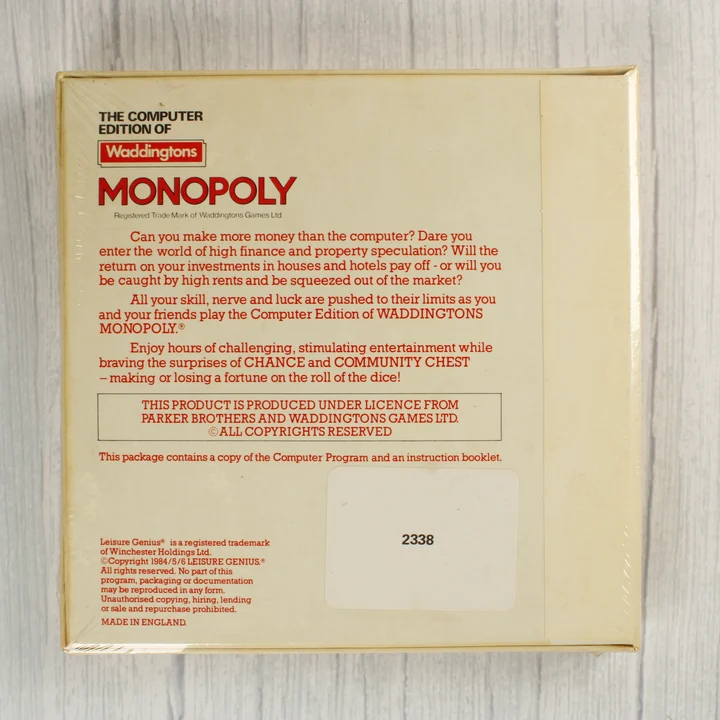 THE COMPUTER
EDITION OF
Waddingtons
MONOPOLY
Registered Trade Mark of Waddingtons Games Ltd.
Can you make more money than the computer? Dare you
enter the world of high finance and property speculation? Will the
return on your investments in houses and hotels pay off - or will you
be caught by high rents and be squeezed out of the market?
All your skill, nerve and luck are pushed to their limits as you
and your friends play the Computer Edition of WADDINGTONS
MONOPOLY.®
Enjoy hours of challenging, stimulating entertainment while
braving the surprises of CHANCE and COMMUNITY CHEST
– making or losing a fortune on the roll of the dice!
THIS PRODUCT IS PRODUCED UNDER LICENCE FROM
PARKER BROTHERS AND WADDINGTONS GAMES LTD.
©ALL COPYRIGHTS RESERVED
This package contains a copy of the Computer Program and an instruction booklet.
2338
Leisure Genius® is a registered trademark
of Winchester Holdings Ltd.
©Copyright 1984/5/6 LEISURE GENIUS.®
All rights reserved. No part of this
program, packaging or documentation
may be reproduced in any form.
Unauthorised copying, hiring, lending
or sale and repurchase prohibited.
MADE IN ENGLAND.